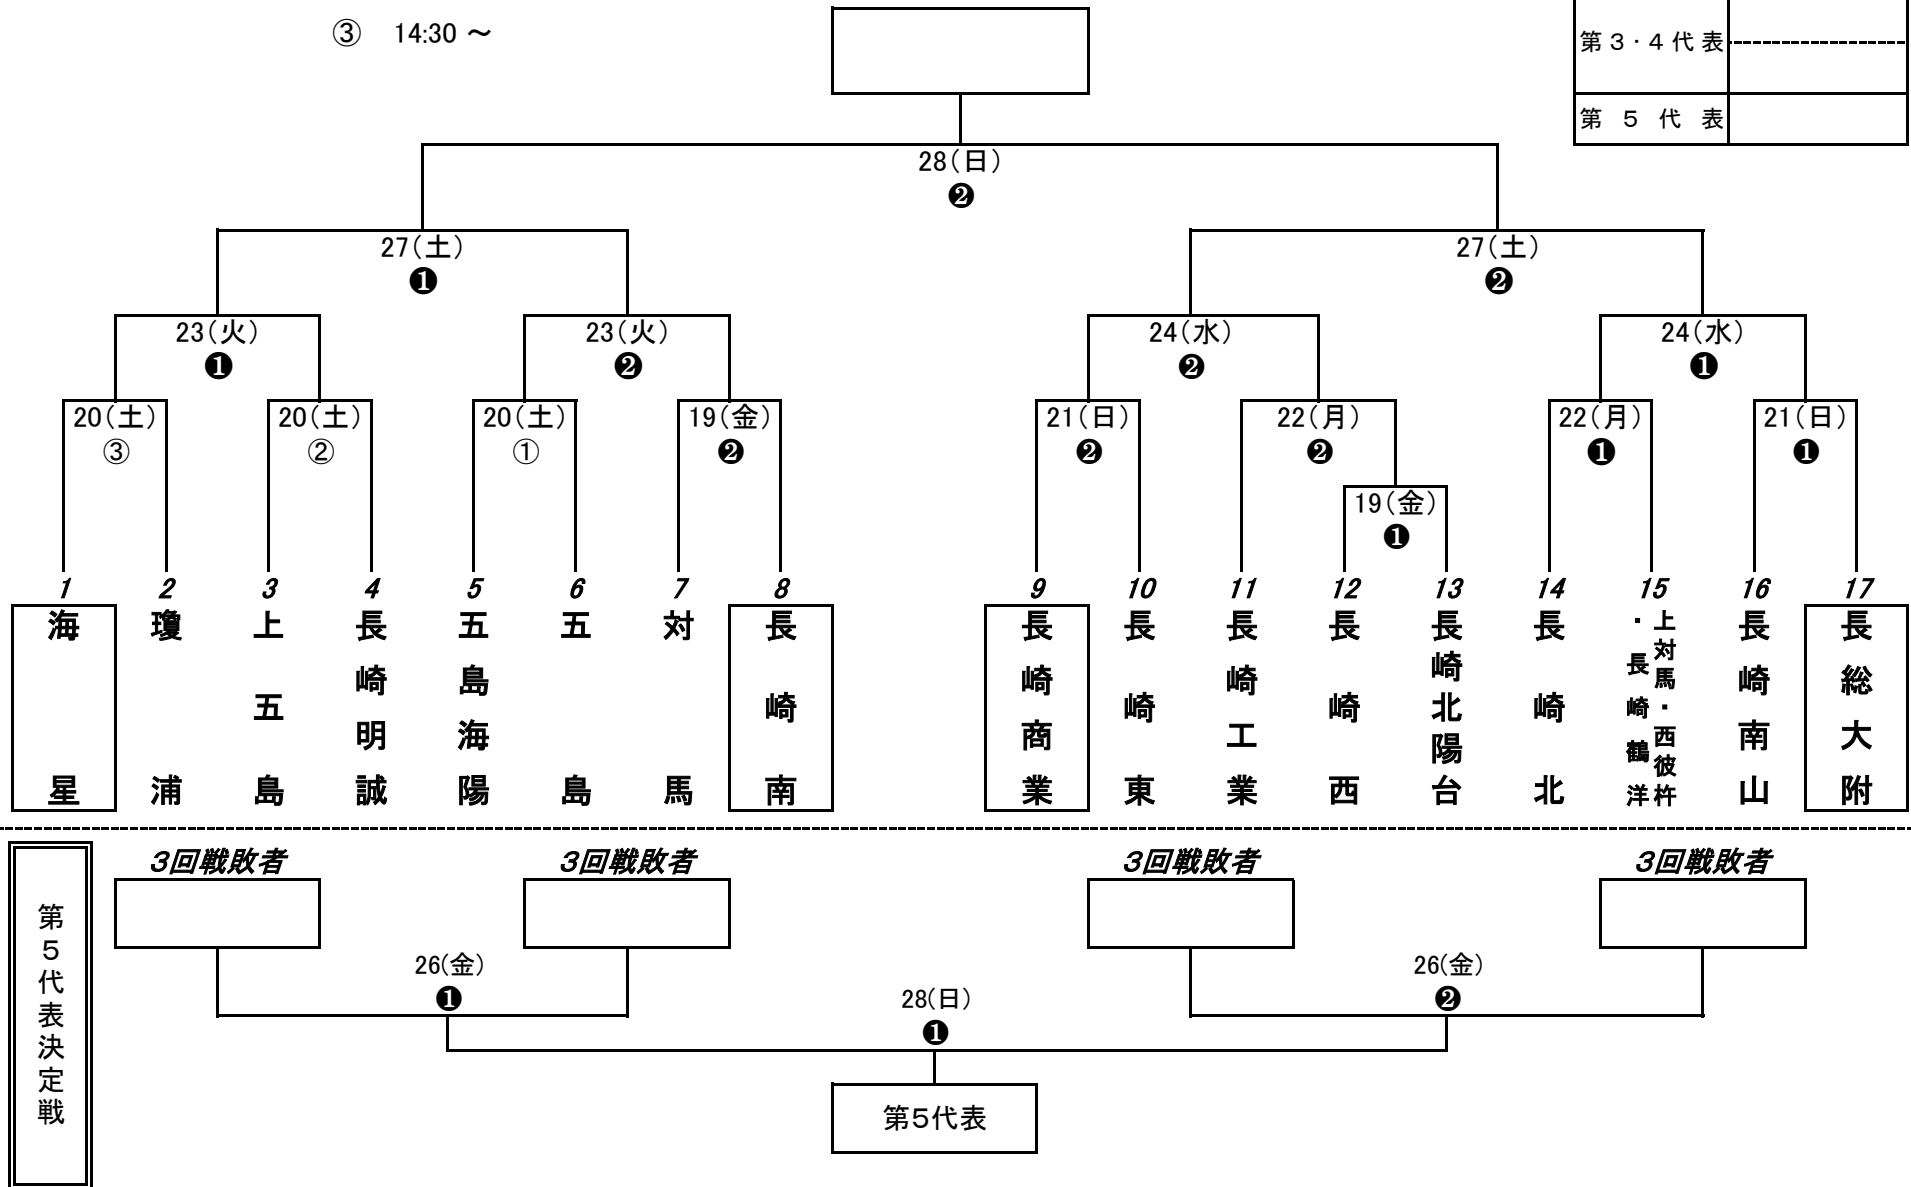 ③ 14:30 ～
第3・4代表
第5代表
28(日)
❷
27(土)
❶
27(土)
❷
23(火)
❶
23(火)
❷
24(水)
❷
24(水)
❶
20(土)
③
20(土)
②
20(土)
①
19(金)
❷
21(日)
❷
22(月)
❷
22(月)
❶
21(日)
❶
19(金)
❶
1
海星
2
瓊浦
3
上五島
4
長崎明誠
5
五島海陽
6
五島
7
対馬
8
長崎南
9
長崎商業
10
長崎東
11
長崎工業
12
長崎西
13
長崎北陽台
14
長崎北
15
上対馬・西彼杵
・長崎鶴洋
16
長崎南山
17
長総大附
第5代表決定戦
3回戦敗者
3回戦敗者
3回戦敗者
3回戦敗者
26(金)
❶
26(金)
❷
28(日)
❶
第5代表